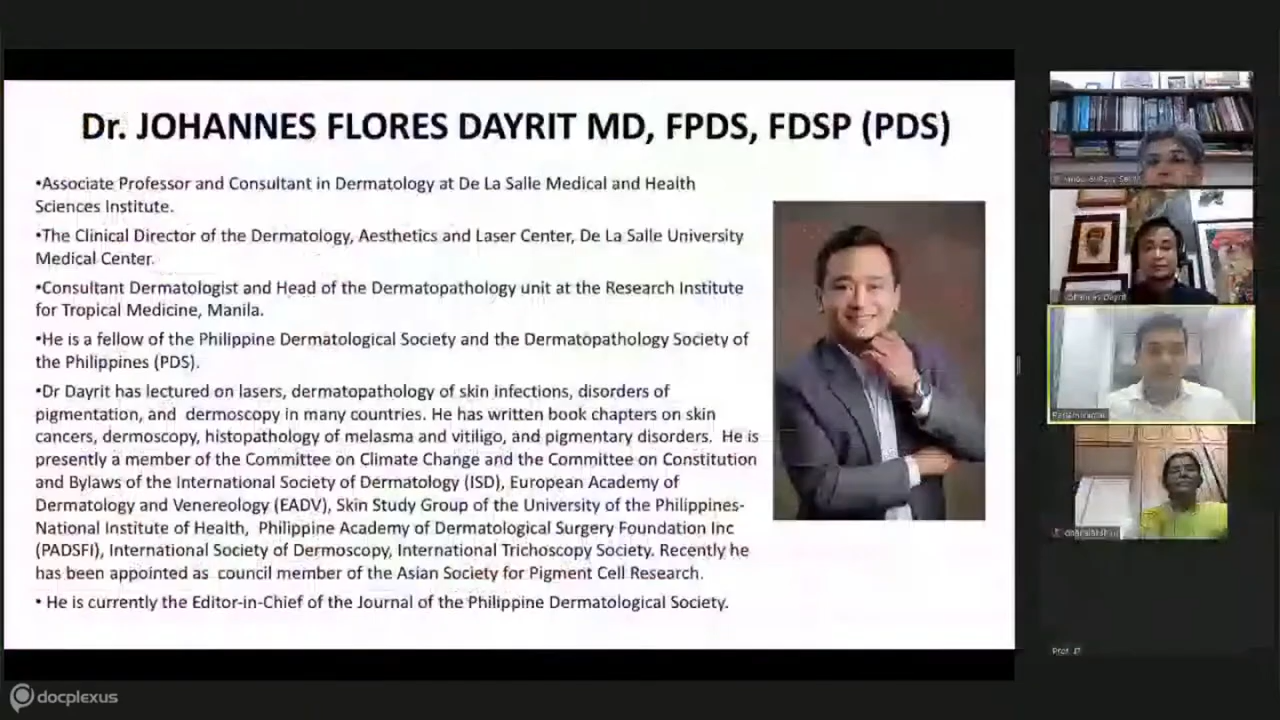 Dr. JOHANNES FLORES DAYRIT MD, FPDS, FDSP (PDS)
•Associate Professor and Consultant in Dermatology at De La Salle Medical and Health
Sciences Institute.
•The Clinical Director of the Dermatology, Aesthetics and Laser Center, De La Salle University
Medical Center.
•Consultant Dermatologist and Head of the Dermatopathology unit at the Research Institute
for Tropical Medicine, Manila.
•He is a fellow of the Philippine Dermatological Society and the Dermatopathology Society of
the Philippines (PDS).
•Dr Dayrit has lectured on lasers, dermatopathology of skin infections, disorders of
pigmentation, and dermoscopy in many countries. He has written book chapters on skin
cancers, dermoscopy, histopathology of melasma and vitiligo, and pigmentary disorders. He is
presently a member of the Committee on Climate Change and the Committee on Constitution
and Bylaws of the International Society of Dermatology (ISD), European Academy of
Dermatology and Venereology (EADV), Skin Study Group of the University of the Philippines-
National Institute of Health, Philippine Academy of Dermatological Surgery Foundation Inc
(PADSFI), International Society of Dermoscopy, International Trichoscopy Society. Recently he
has been appointed as council member of the Asian Society for Pigment Cell Research.
• He is currently the Editor-in-Chief of the Journal of the Philippine Dermatological Society.
Johannes Dayrit
Prof. JP
docplexus